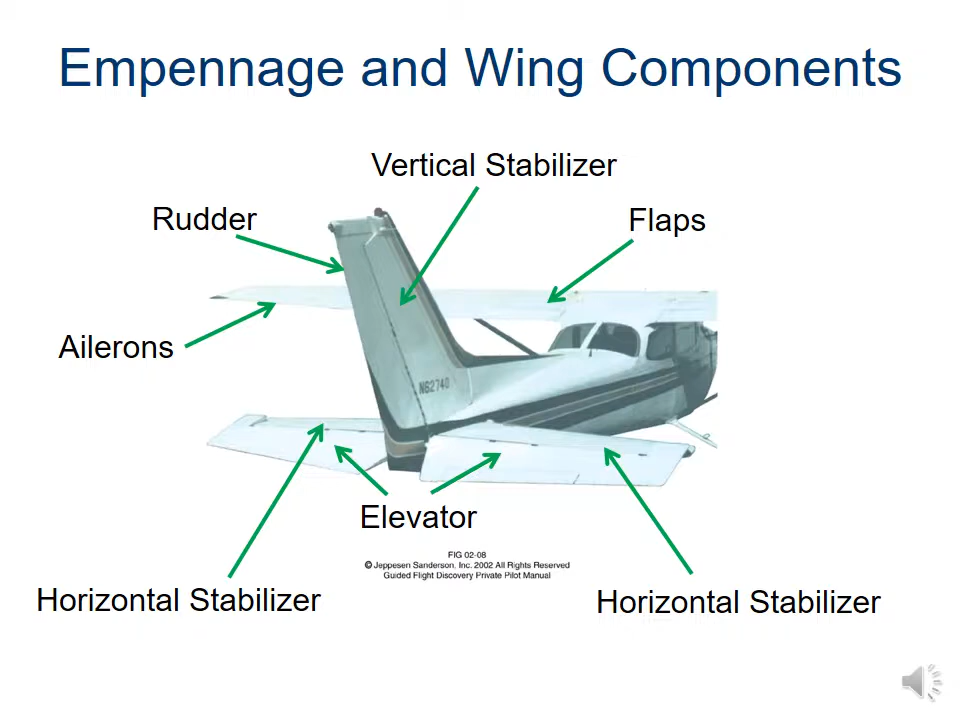 Empennage and Wing Components
Vertical Stabilizer
Rudder
Flaps
Ailerons
N62740
Elevator
FIG 02-08
© Jeppesen Sanderson, Inc. 2002 All Rights Reserved
Guided Flight Discovery Private Pilot Manual
Horizontal Stabilizer
Horizontal Stabilizer